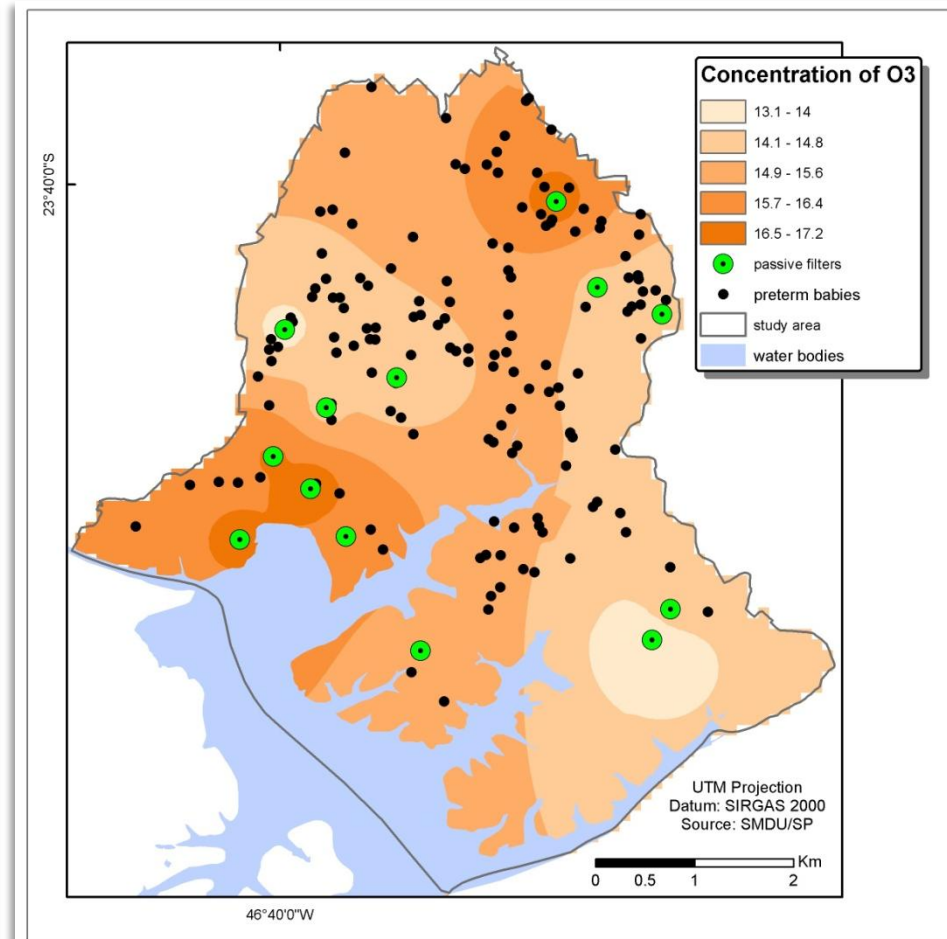 Concentration of O3
13.1 - 14
14.1 - 14.8
14.9 - 15.6
15.7 - 16.4
16.5 - 17.2
passive filters
preterm babies
study area
water bodies
23°40'0"S
UTM Projection
Datum: SIRGAS 2000
Source: SMDU/SP
Km
0 0.5 1 2
46°40'0"W